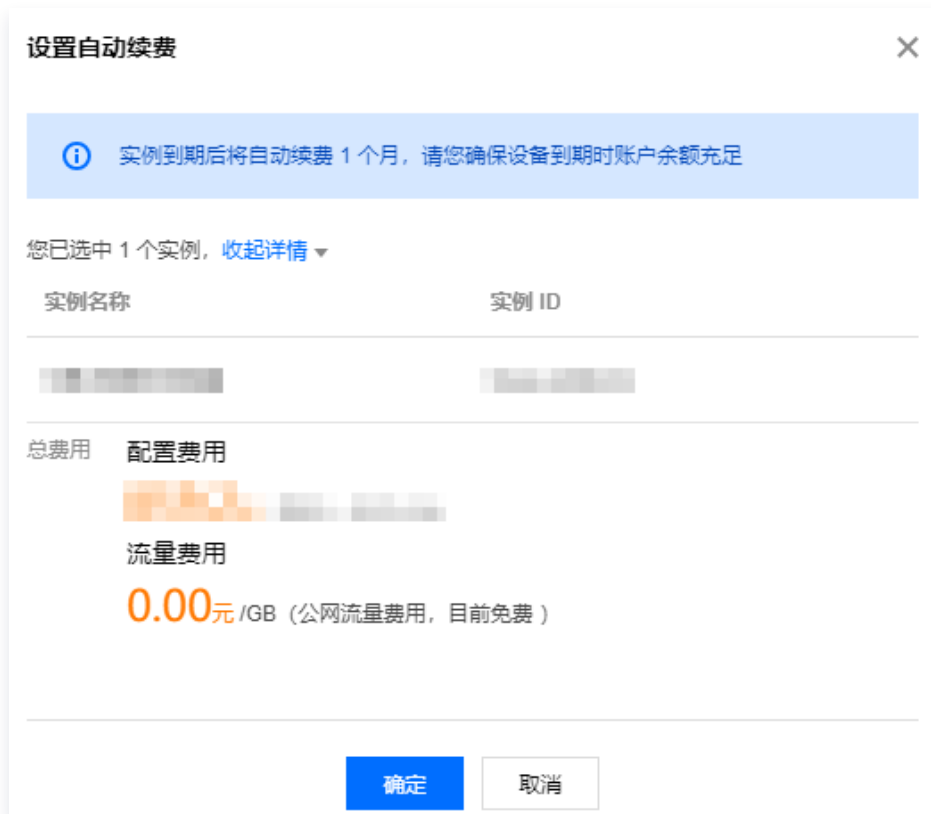 设置自动续费
实例到期后将自动续费 1 个月，请您确保设备到期时账户余额充足
您已选中 1 个实例，收起详情
实例名称 实例 ID
总费用 配置费用
流量费用
0.00元 /GB（公网流量费用，目前免费 ）
确定 取消